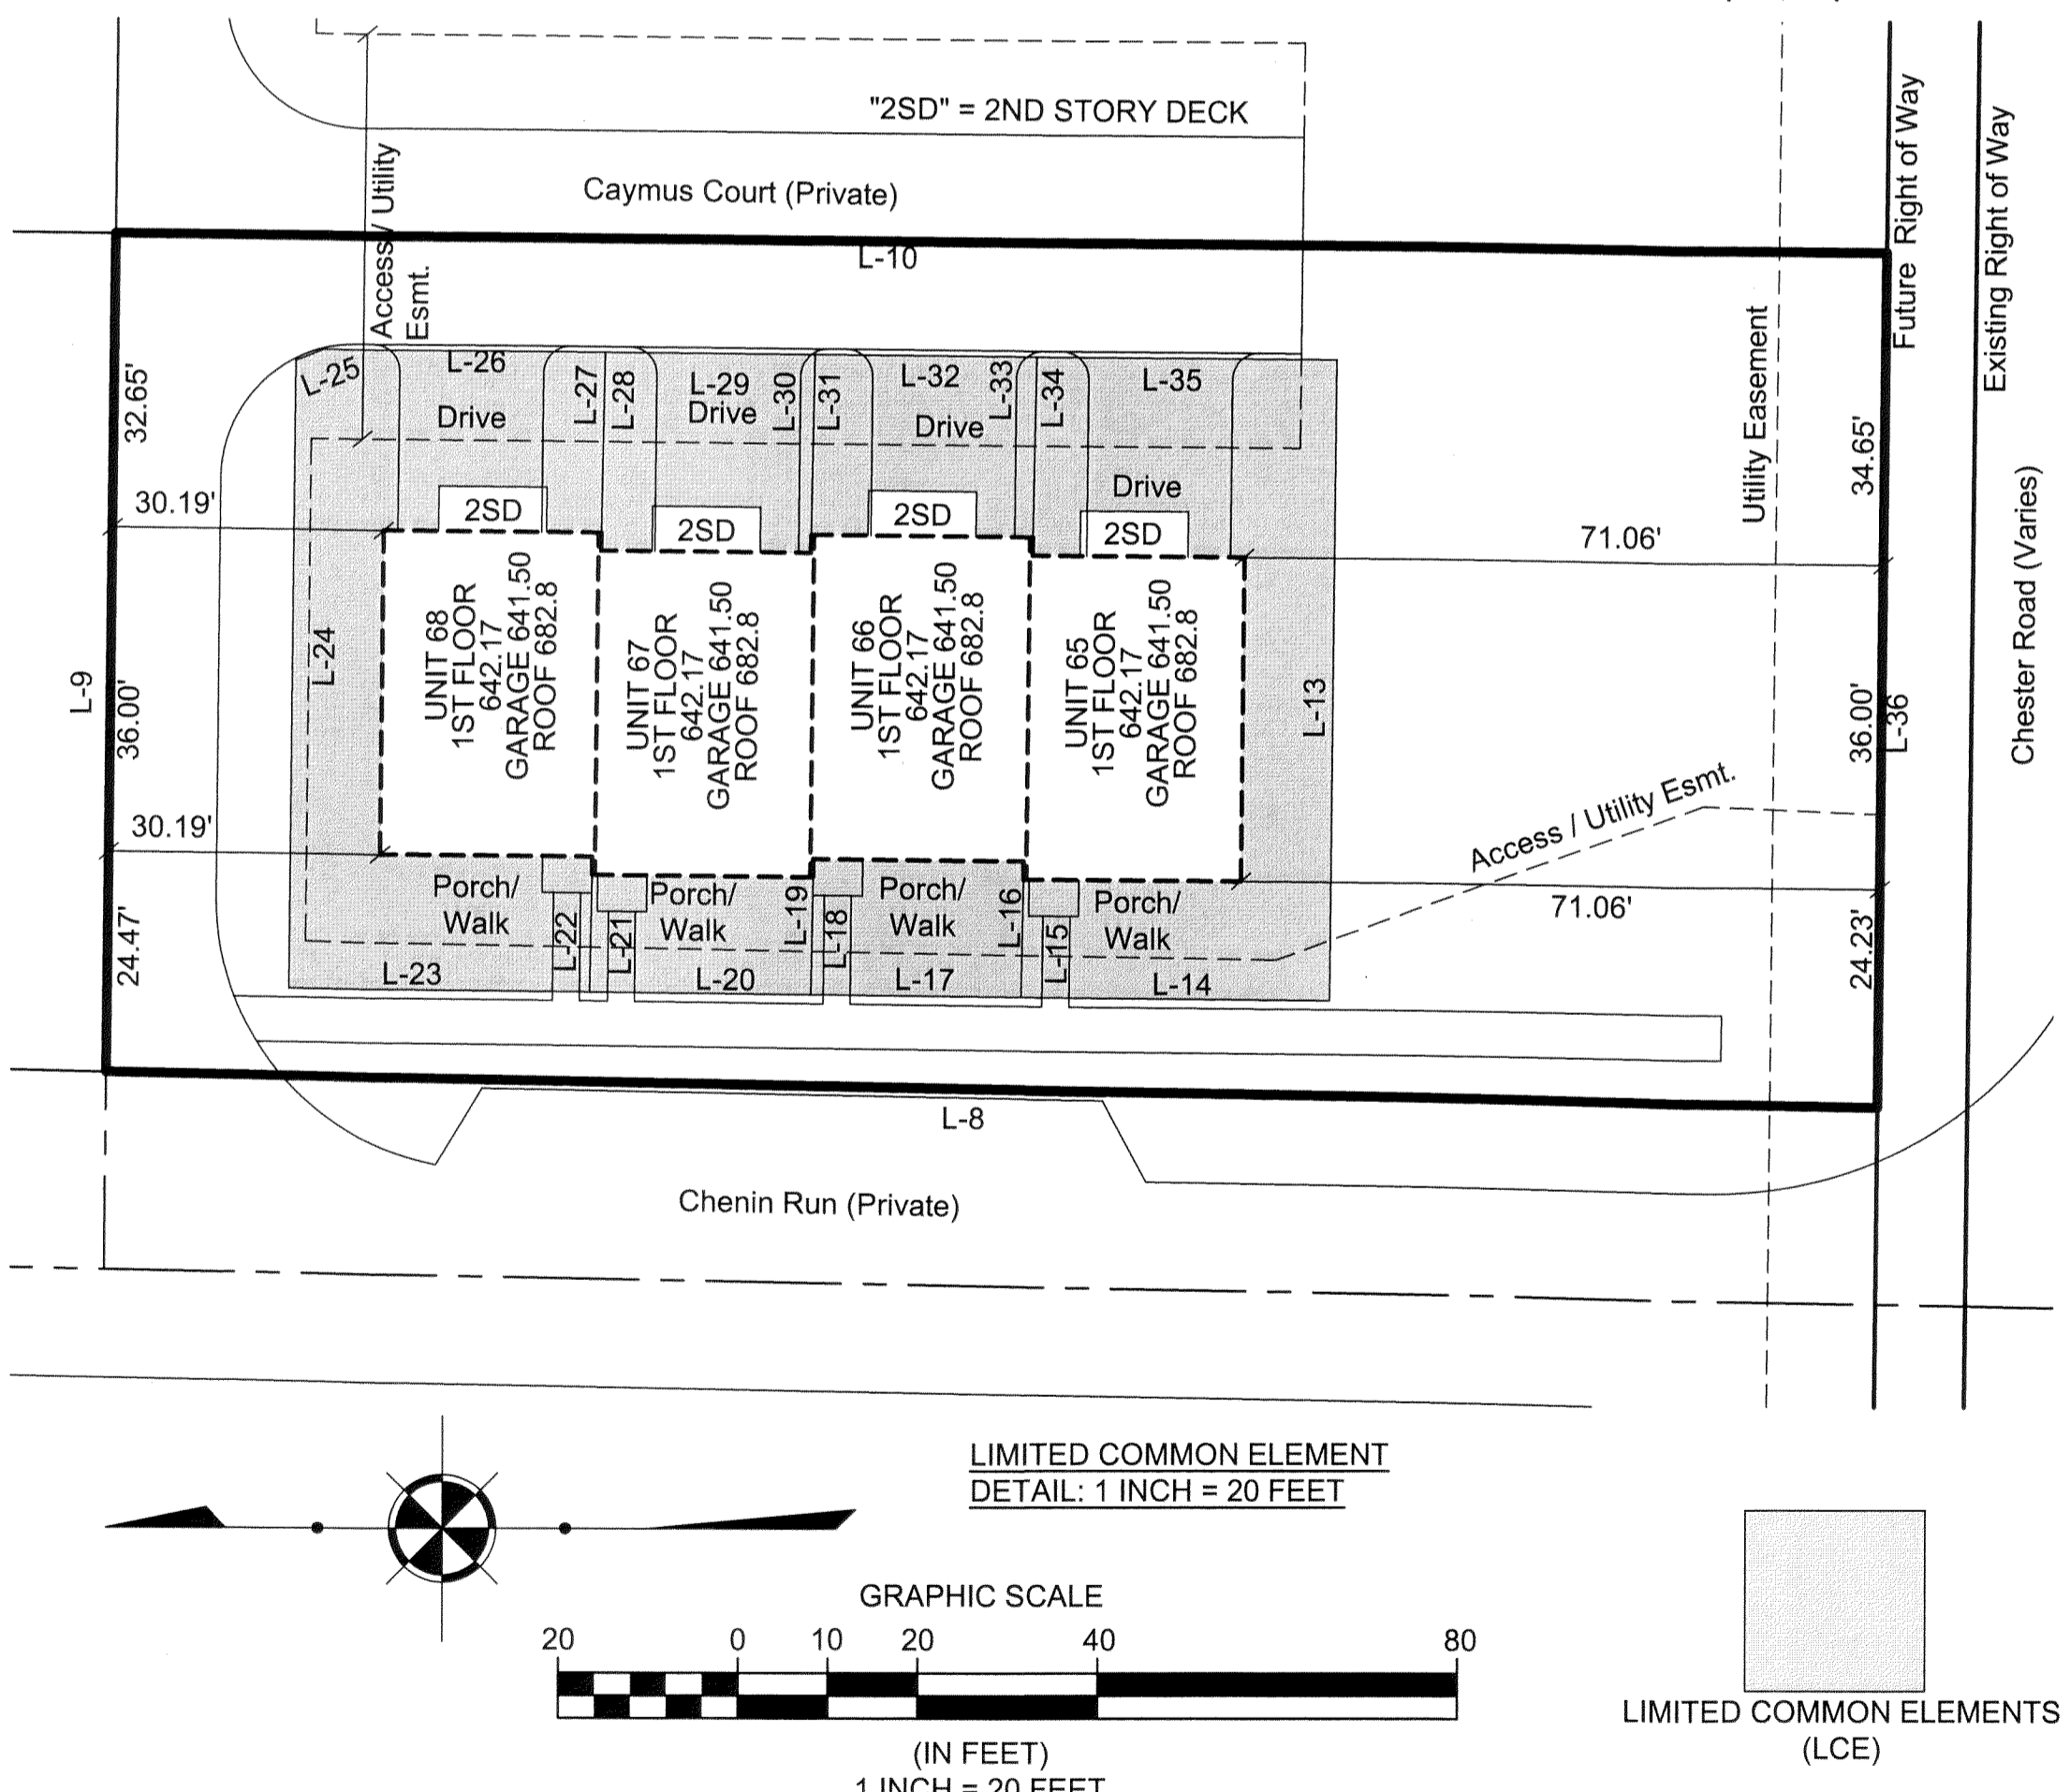 "2SD" = 2ND STORY DECK
Caymus Court (Private)
Access / Utility
Esmt.
L-10
Future Right of Way
Existing Right of Way
Utility Easement
Chester Road (Varies)
L-25
L-26
Drive
L-27
L-28
L-29
Drive
L-30
L-31
L-32
Drive
L-33
L-34
L-35
Drive
32.65'
30.19'
34.65'
71.06'
2SD
2SD
2SD
2SD
L-9
36.00'
L-24
UNIT 68
1ST FLOOR
642.17
GARAGE 641.50
ROOF 682.8
UNIT 67
1ST FLOOR
642.17
GARAGE 641.50
ROOF 682.8
UNIT 66
1ST FLOOR
642.17
GARAGE 641.50
ROOF 682.8
UNIT 65
1ST FLOOR
642.17
GARAGE 641.50
ROOF 682.8
L-13
36.00'
L-36
Access / Utility Esmt.
30.19'
71.06'
24.47'
24.23'
Porch/
Walk
L-22
L-21
Porch/
Walk
L-19
L-18
Porch/
Walk
L-16
L-15
Porch/
Walk
L-23
L-20
L-17
L-14
L-8
Chenin Run (Private)
LIMITED COMMON ELEMENT
DETAIL: 1 INCH = 20 FEET
GRAPHIC SCALE
20 0 10 20 40 80
(IN FEET)
1 INCH = 20 FEET
LIMITED COMMON ELEMENTS
(LCE)